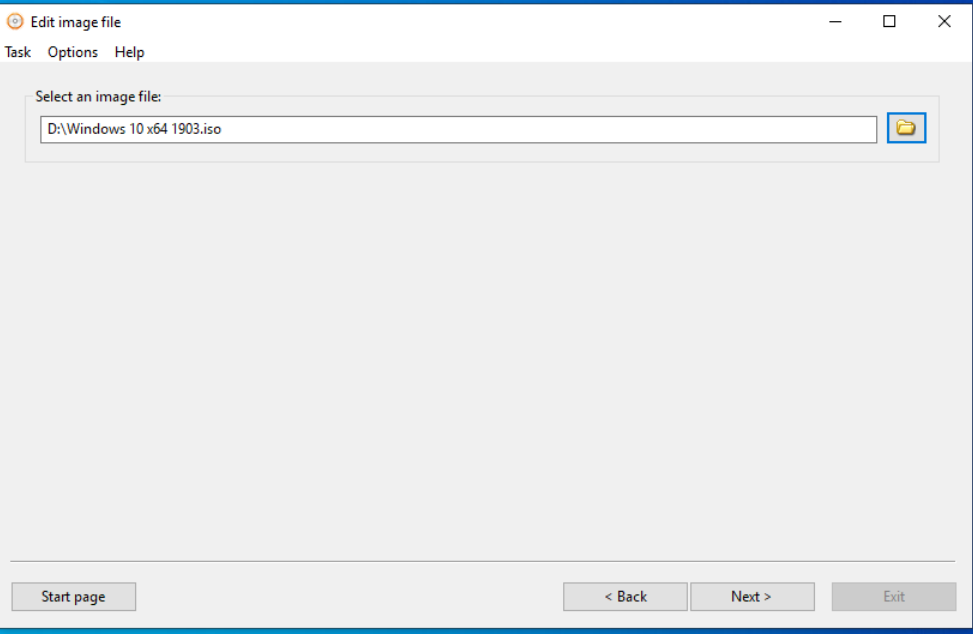 Edit image file
Task Options Help
Select an image file:
D:\Windows 10 x64 1903.iso
Start page < Back Next > Exit